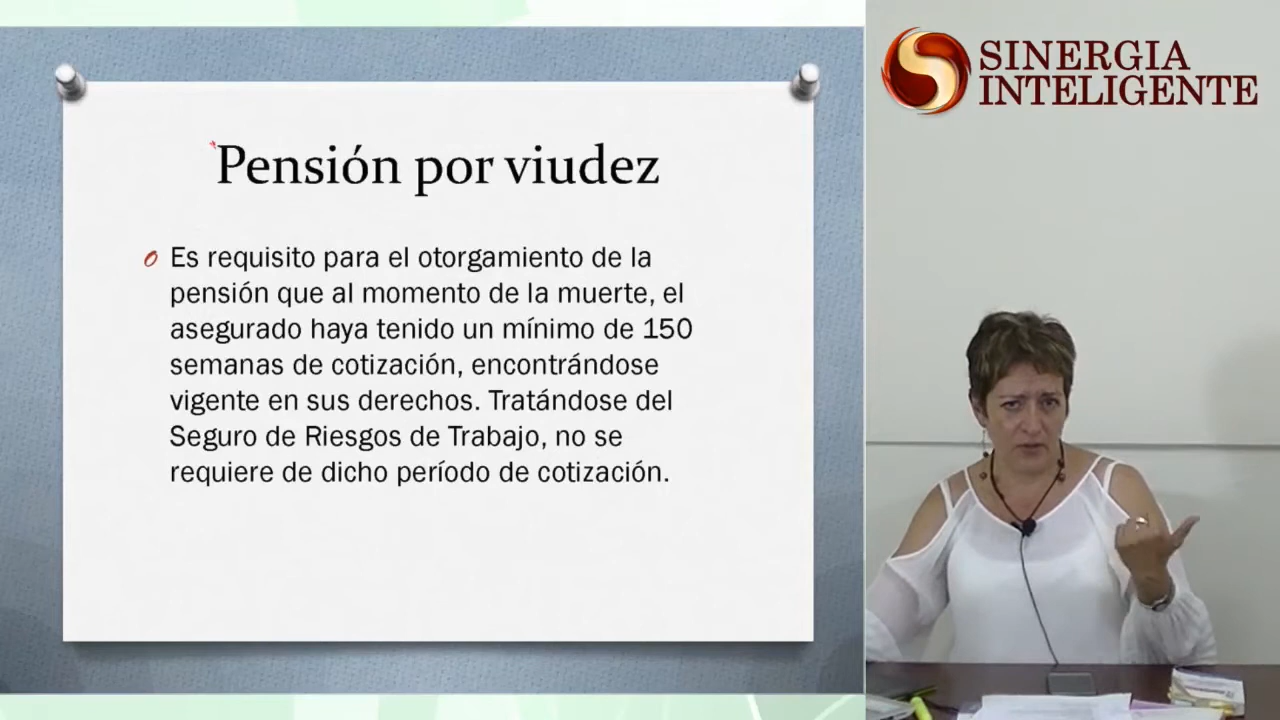 SINERGIA
INTELIGENTE
Pensión por viudez
Es requisito para el otorgamiento de la
pensión que al momento de la muerte, el
asegurado haya tenido un mínimo de 150
semanas de cotización, encontrándose
vigente en sus derechos. Tratándose del
Seguro de Riesgos de Trabajo, no se
requiere de dicho período de cotización.